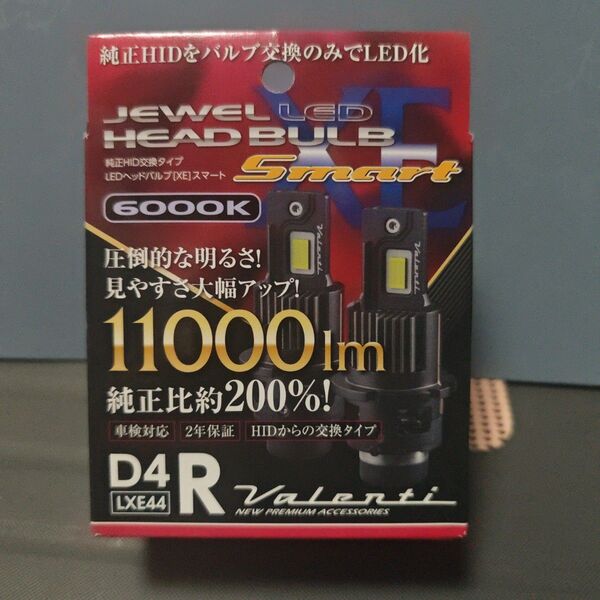 純正HIDをバルブ交換のみでLED化
JEWEL LED
HEAD BULB
XE
純正HID交換タイプ
LEDヘッドバルブ[XE]スマート
Smart
6000K
圧倒的な明るさ!
見やすさ大幅アップ!
11000lm
純正比約200%!
車検対応 2年保証 HIDからの交換タイプ
D4R
LXE44
Valenti
NEW PREMIUM ACCESSORIES
Valenti